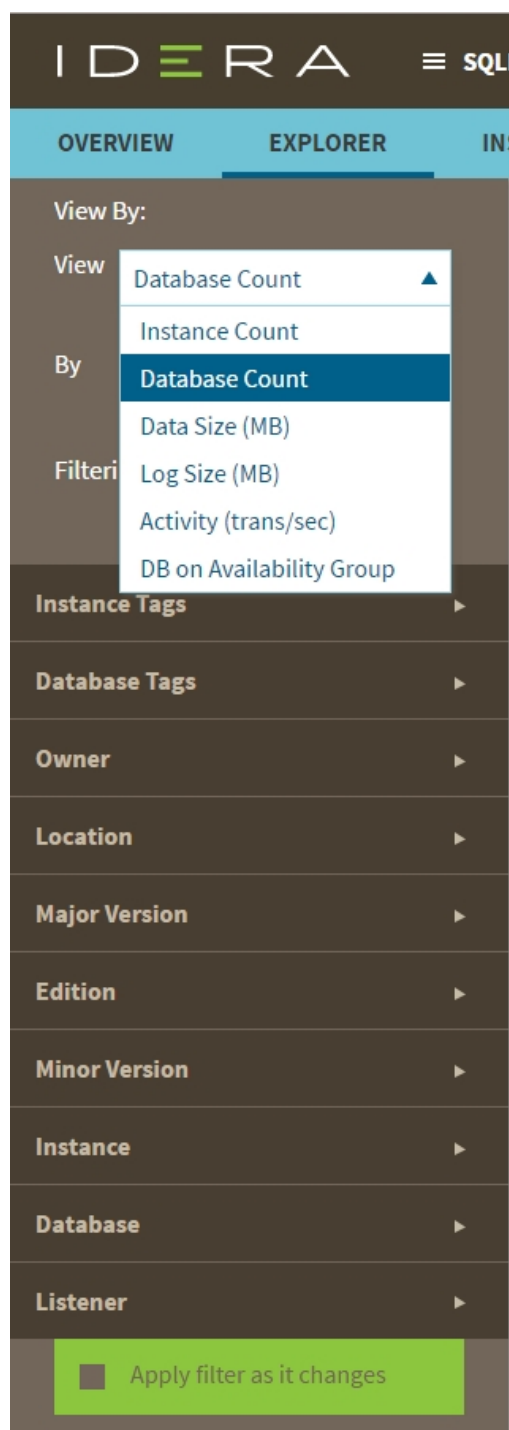 IDERA
≡ SQL
OVERVIEW EXPLORER
View By:
View Database Count
Instance Count
By
Database Count
Data Size (MB)
Filteri
Log Size (MB)
Activity (trans/sec)
DB on Availability Group
Instance Tags
Database Tags
Owner
Location
Major Version
Edition
Minor Version
Instance
Database
Listener
Apply filter as it changes